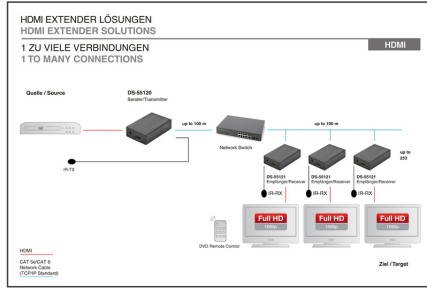 HDMI EXTENDER LÖSUNGEN
HDMI EXTENDER SOLUTIONS
1 ZU VIELE VERBINDUNGEN
1 TO MANY CONNECTIONS
HDMI
Quelle / Source
DS-55120
Sender/Transmitter
up to 100 m
up to 100 m
Network Switch
up to
253
IR-TX
DS-55121
Empfänger/Receiver
DS-55121
Empfänger/Receiver
DS-55121
Empfänger/Receiver
IR-RX
IR-RX
IR-RX
Full HD
1080p
Full HD
1080p
Full HD
1080p
DVD Remote Control
HDMI
CAT 5e/CAT 6
Network Cable
(TCP/IP Standard)
Ziel / Target